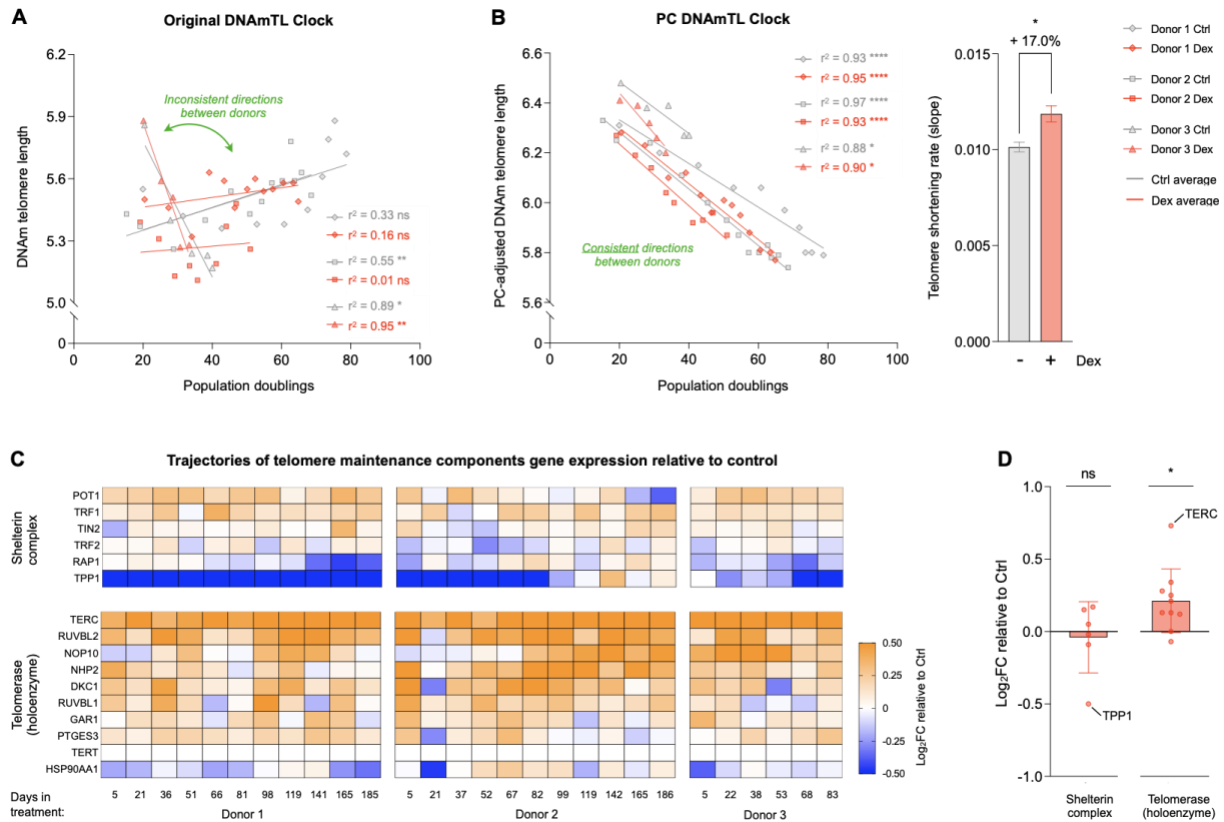 A
Original DNAmTL Clock
DNAm telomere length
6.2
5.9
5.6
5.3
5.0
0
0
20
40
60
80
100
Population doublings
Inconsistent directions
between donors
r² = 0.33 ns
r² = 0.16 ns
r² = 0.55 **
r² = 0.01 ns
r² = 0.89 *
r² = 0.95 **
B
PC DNAmTL Clock
PC-adjusted DNAm telomere length
6.6
6.4
6.2
6.0
5.8
5.6
0
0
20
40
60
80
100
Population doublings
Consistent directions
between donors
r² = 0.93 ****
r² = 0.95 ****
r² = 0.97 ****
r² = 0.93 ****
r² = 0.88 *
r² = 0.90 *
Telomere shortening rate (slope)
*
+ 17.0%
0.015
0.010
0.005
0.000
- + Dex
Donor 1 Ctrl
Donor 1 Dex
Donor 2 Ctrl
Donor 2 Dex
Donor 3 Ctrl
Donor 3 Dex
Ctrl average
Dex average
C
Trajectories of telomere maintenance components gene expression relative to control
Shelterin
complex
POT1
TRF1
TIN2
TRF2
RAP1
TPP1
Telomerase
(holoenzyme)
TERC
RUVBL2
NOP10
NHP2
DKC1
RUVBL1
GAR1
PTGES3
TERT
HSP90AA1
Days in
treatment:
5 21 36 51 66 81 98 119 141 165 185
Donor 1
5 21 37 52 67 82 99 119 142 165 186
Donor 2
5 22 38 53 68 83
Donor 3
0.50
0.25
0
-0.25
-0.50
Log₂FC relative to Ctrl
D
Log₂FC relative to Ctrl
ns
*
1.0
0.5
0.0
-0.5
-1.0
TERC
TPP1
Shelterin
complex
Telomerase
(holoenzyme)